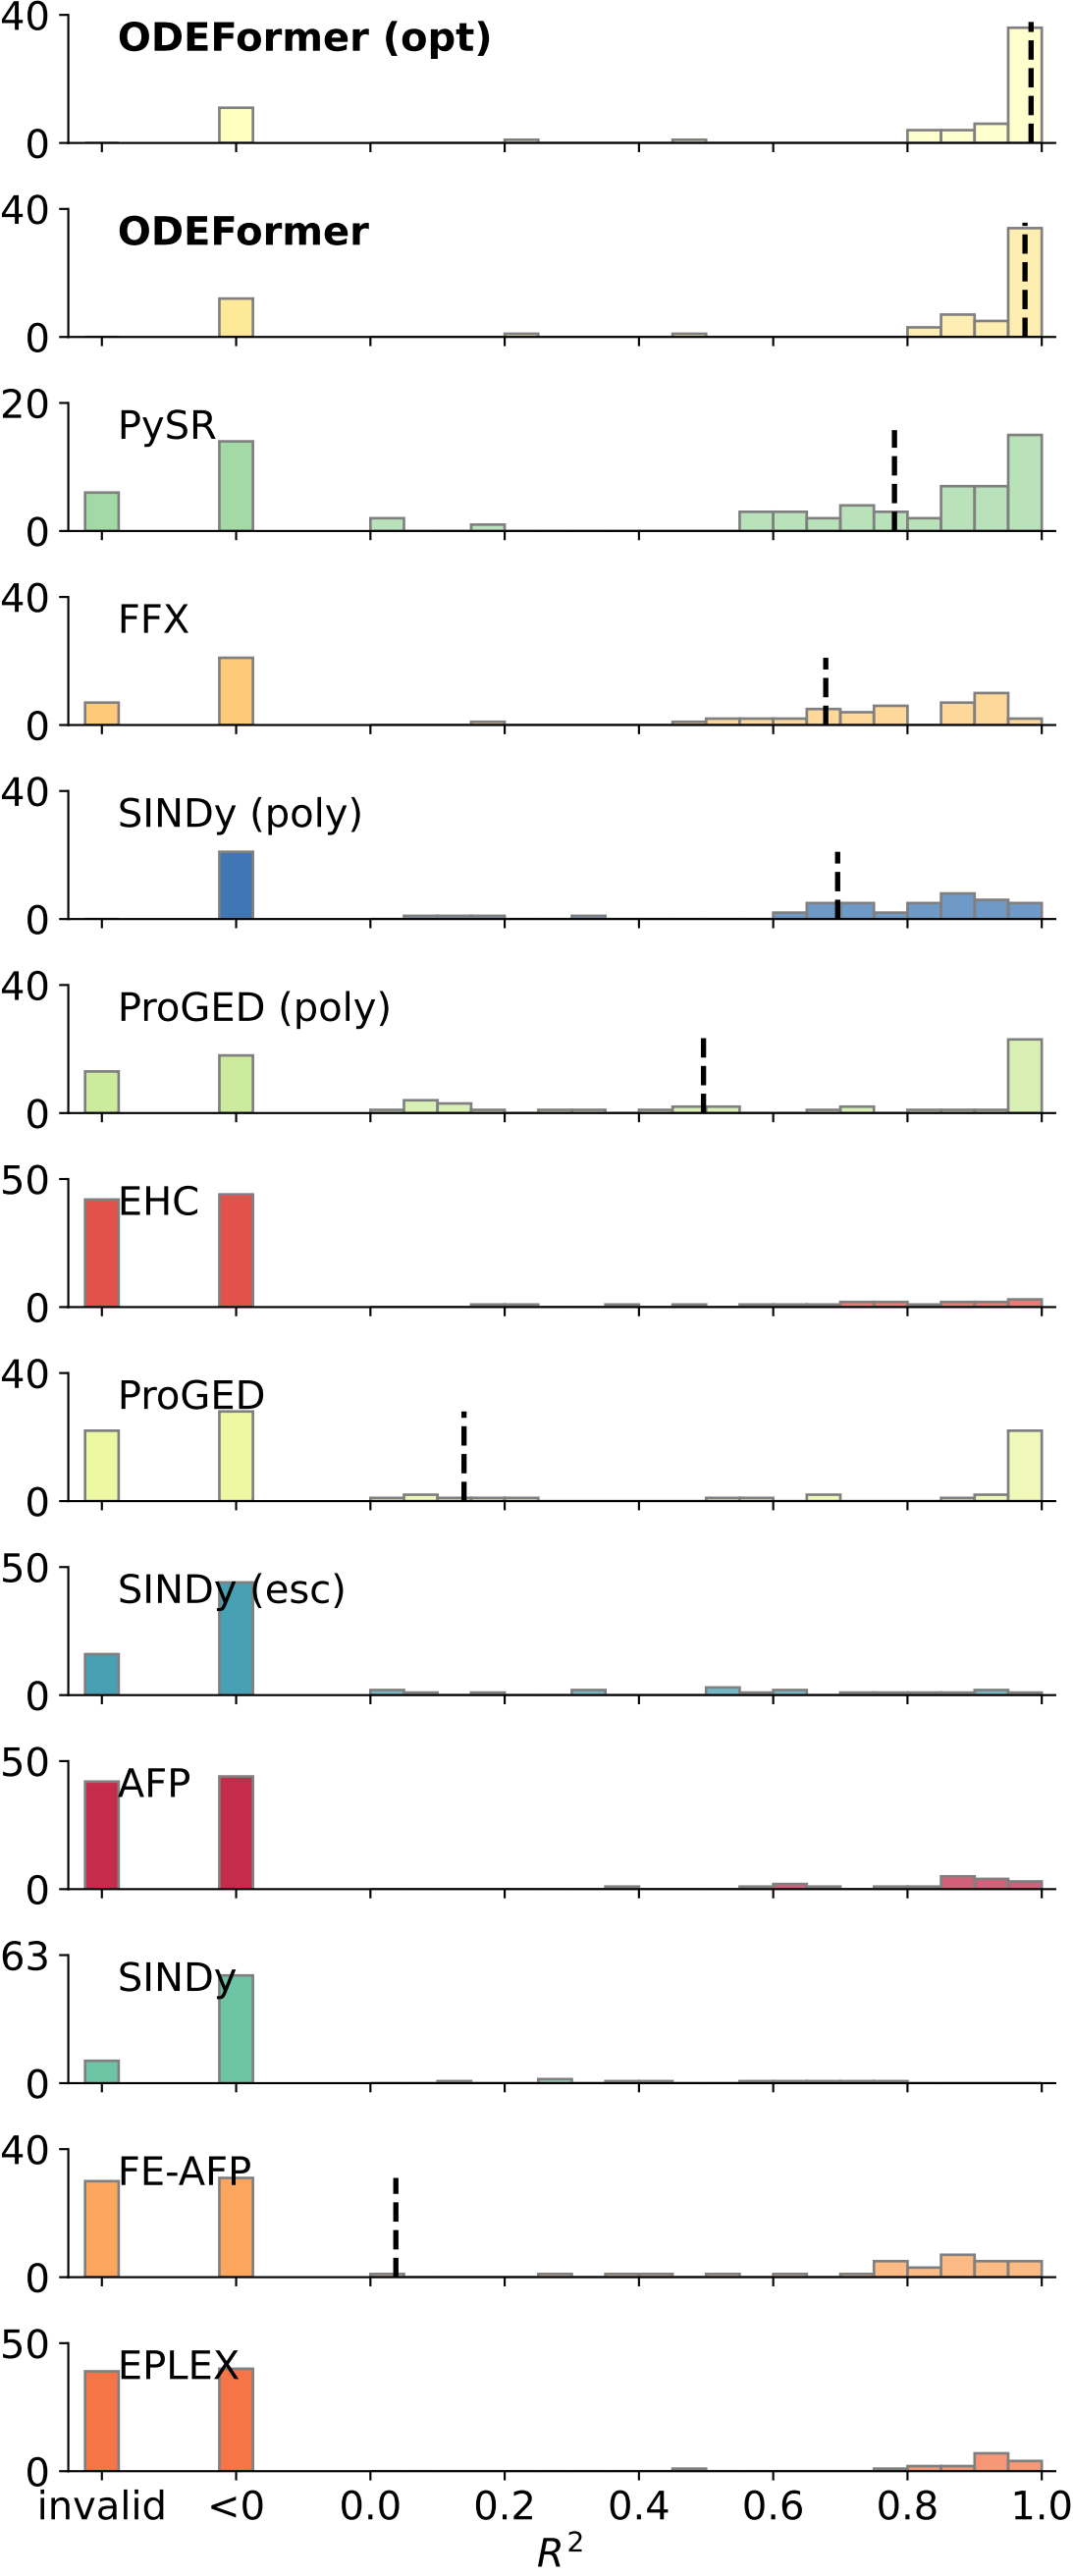 40
ODEFormer (opt)
0
40
ODEFormer
0
20
PySR
0
40
FFX
0
40
SINDy (poly)
0
40
ProGED (poly)
0
50
EHC
0
40
ProGED
0
50
SINDy (esc)
0
50
AFP
0
63
SINDy
0
40
FE-AFP
0
50
EPLEX
0
invalid <0 0.0 0.2 0.4 0.6 0.8 1.0
R²